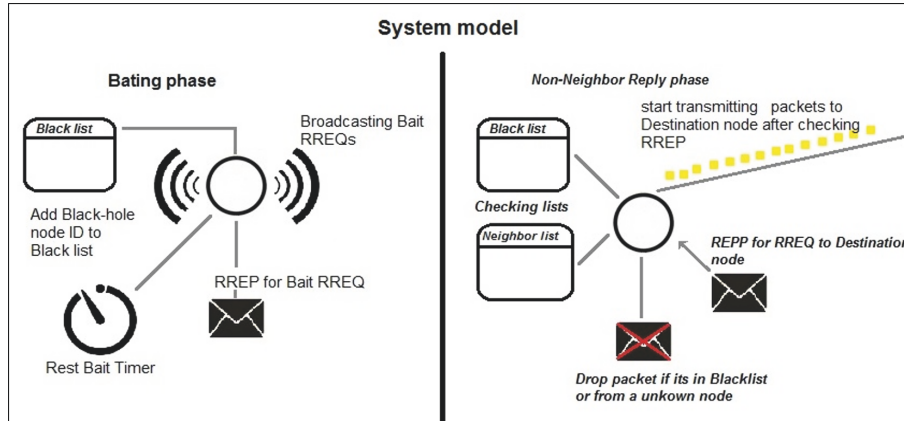 System model
Bating phase
Black list
Broadcasting Bait
RREQs
Add Black-hole
node ID to
Black list
RREP for Bait RREQ
Rest Bait Timer
Non-Neighbor Reply phase
start transmitting packets to
Destination node after checking
RREP
Black list
Checking lists
Neighbor list
REPP for RREQ to Destination
node
Drop packet if its in Blacklist
or from a unkown node